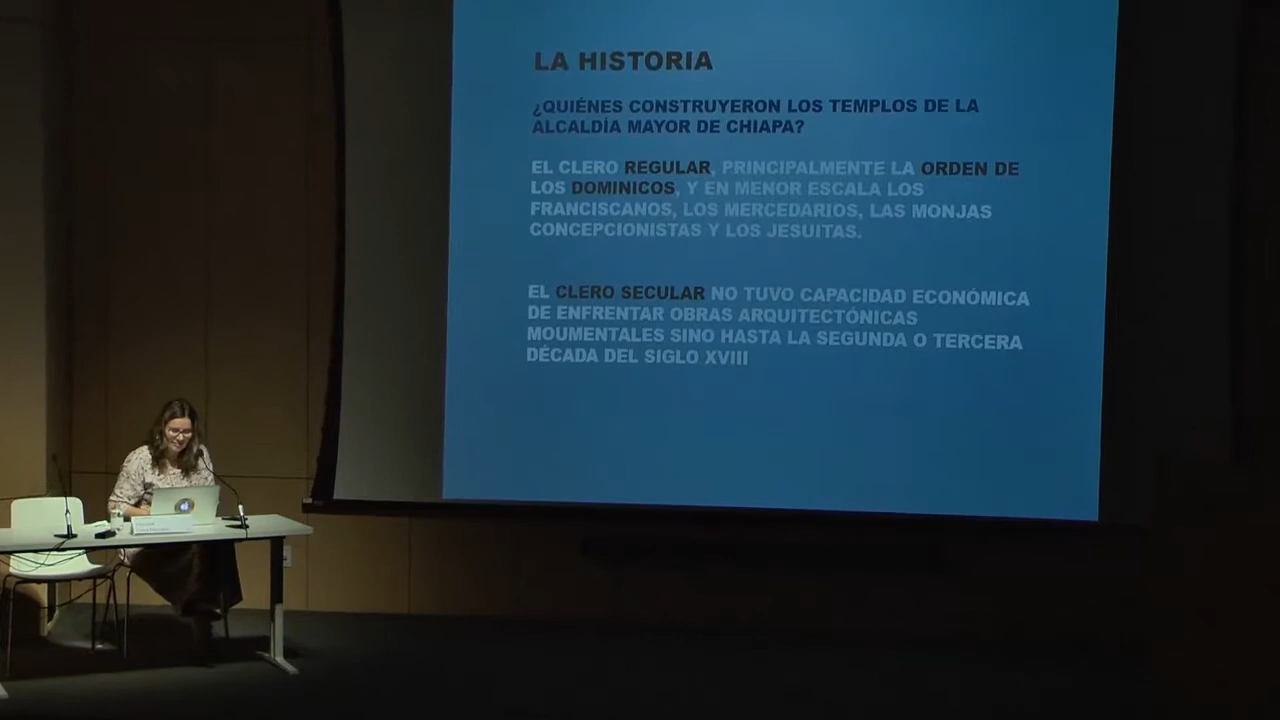 LA HISTORIA
¿QUIÉNES CONSTRUYERON LOS TEMPLOS DE LA
ALCALDÍA MAYOR DE CHIAPA?
EL CLERO REGULAR, PRINCIPALMENTE LA ORDEN DE
LOS DOMINICOS, Y EN MENOR ESCALA LOS
FRANCISCANOS, LOS MERCEDARIOS, LAS MONJAS
CONCEPCIONISTAS Y LOS JESUITAS.
EL CLERO SECULAR NO TUVO CAPACIDAD ECONÓMICA
DE ENFRENTAR OBRAS ARQUITECTÓNICAS
MOUMENTALES SINO HASTA LA SEGUNDA O TERCERA
DÉCADA DEL SIGLO XVIII